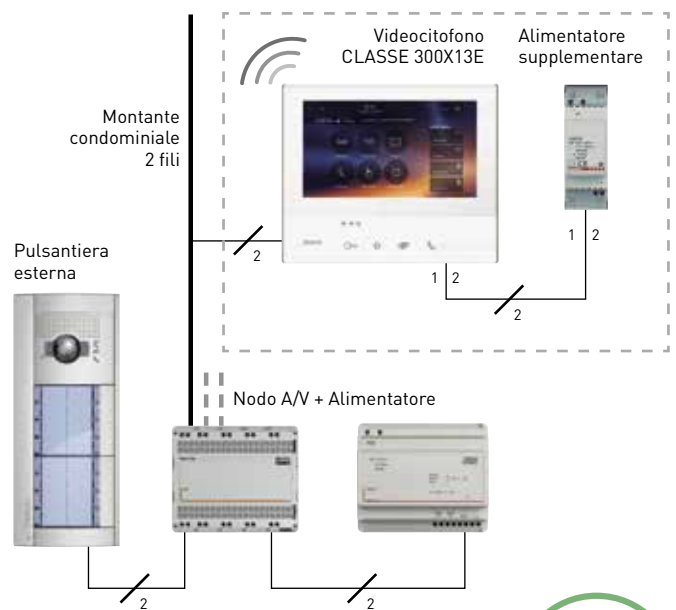 Videocitofono
CLASSE 300X13E
Alimentatore
supplementare
Montante
condominiale
2 fili
2
1 2
1 2
2
Pulsantiera
esterna
Nodo A/V + Alimentatore
2
2